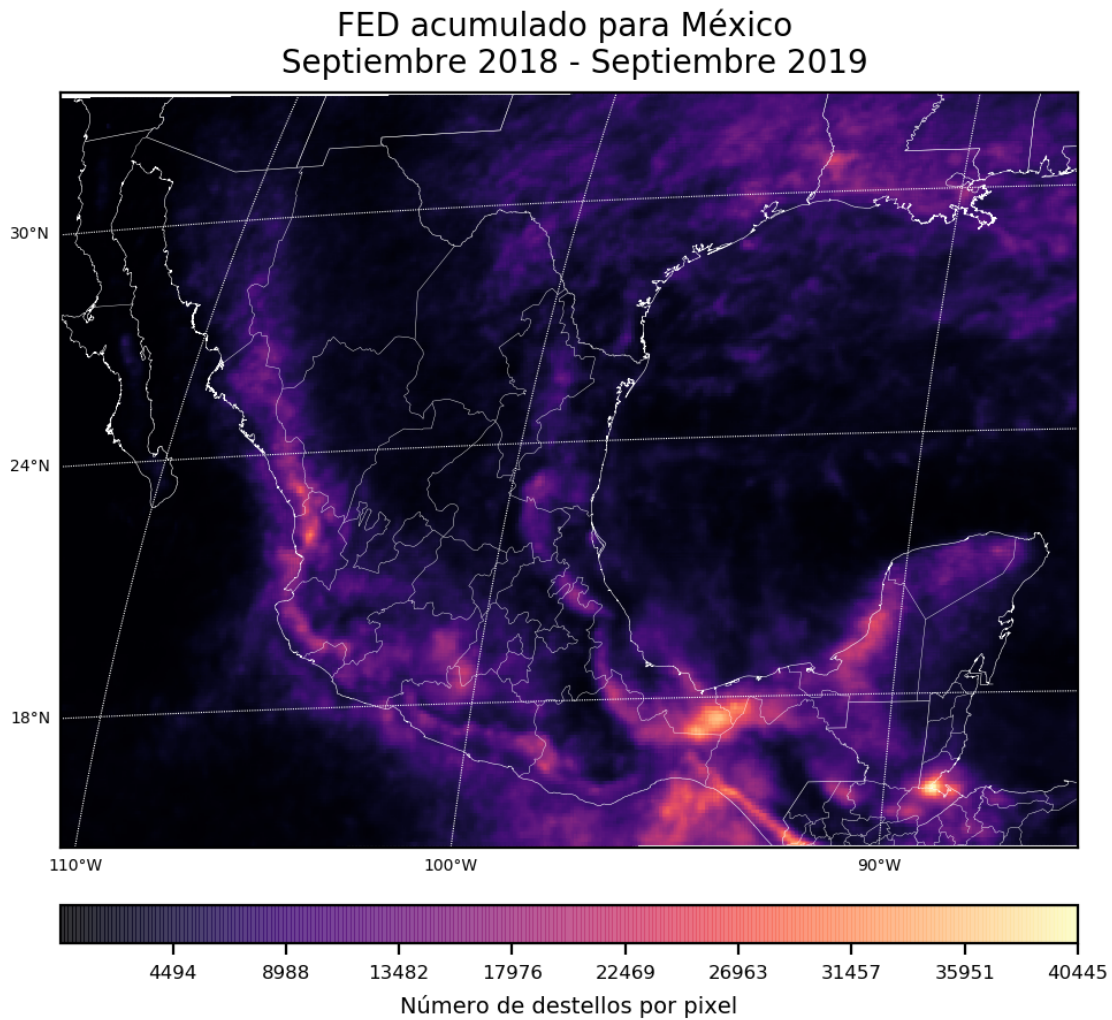 FED acumulado para México
Septiembre 2018 - Septiembre 2019
30°N
24°N
18°N
110°W 100°W 90°W
4494 8988 13482 17976 22469 26963 31457 35951 40445
Número de destellos por pixel